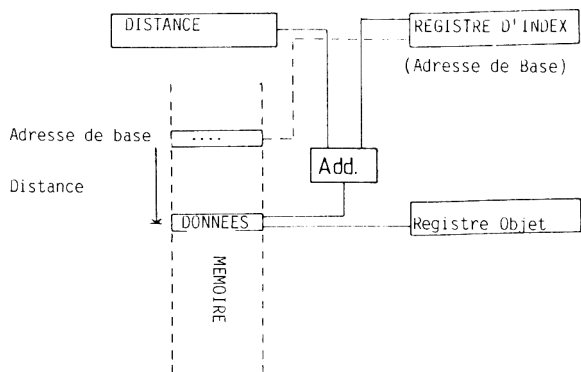 DISTANCE
REGISTRE D'INDEX
(Adresse de Base)
Adresse de base
....
Add.
Distance
DONNEES
Registre Objet
MEMOIRE